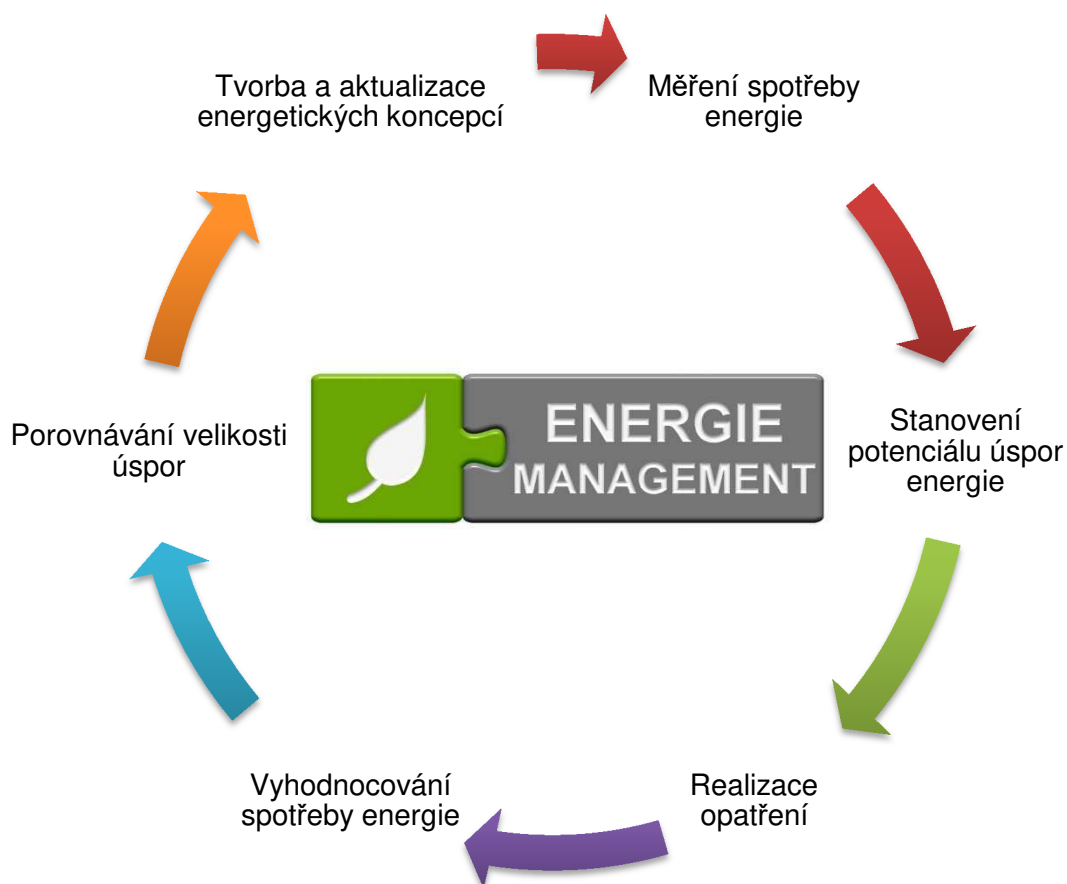 Tvorba a aktualizace
energetických koncepcí
Měření spotřeby
energie
Stanovení
potenciálu úspor
energie
Realizace
opatření
Vyhodnocování
spotřeby energie
Porovnávání velikosti
úspor
ENERGIE
MANAGEMENT